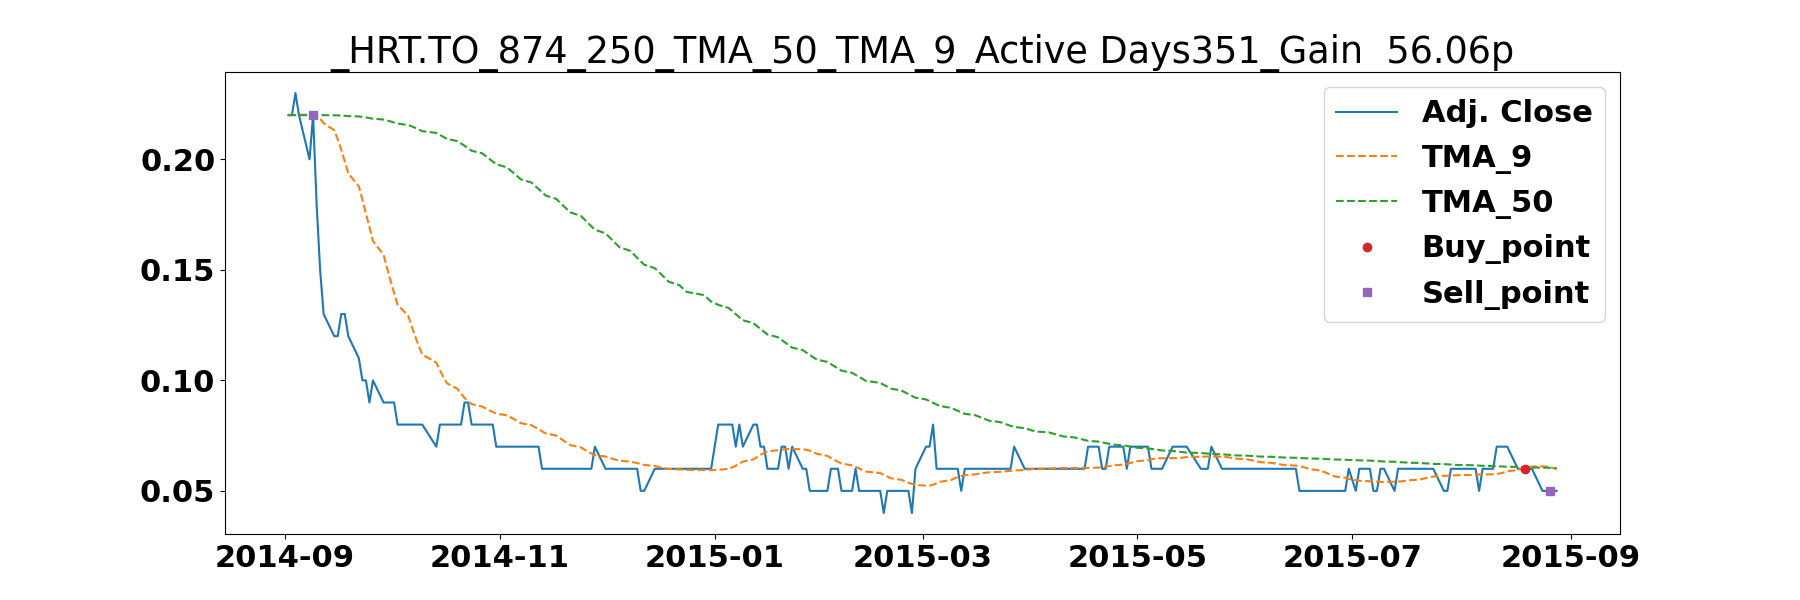 _HRT.TO_874_250_TMA_50_TMA_9_Active Days351_Gain  56.06p
Adj. Close
TMA_9
TMA_50
Buy_point
Sell_point
0.20
0.15
0.10
0.05
2014-09 2014-11 2015-01 2015-03 2015-05 2015-07 2015-09